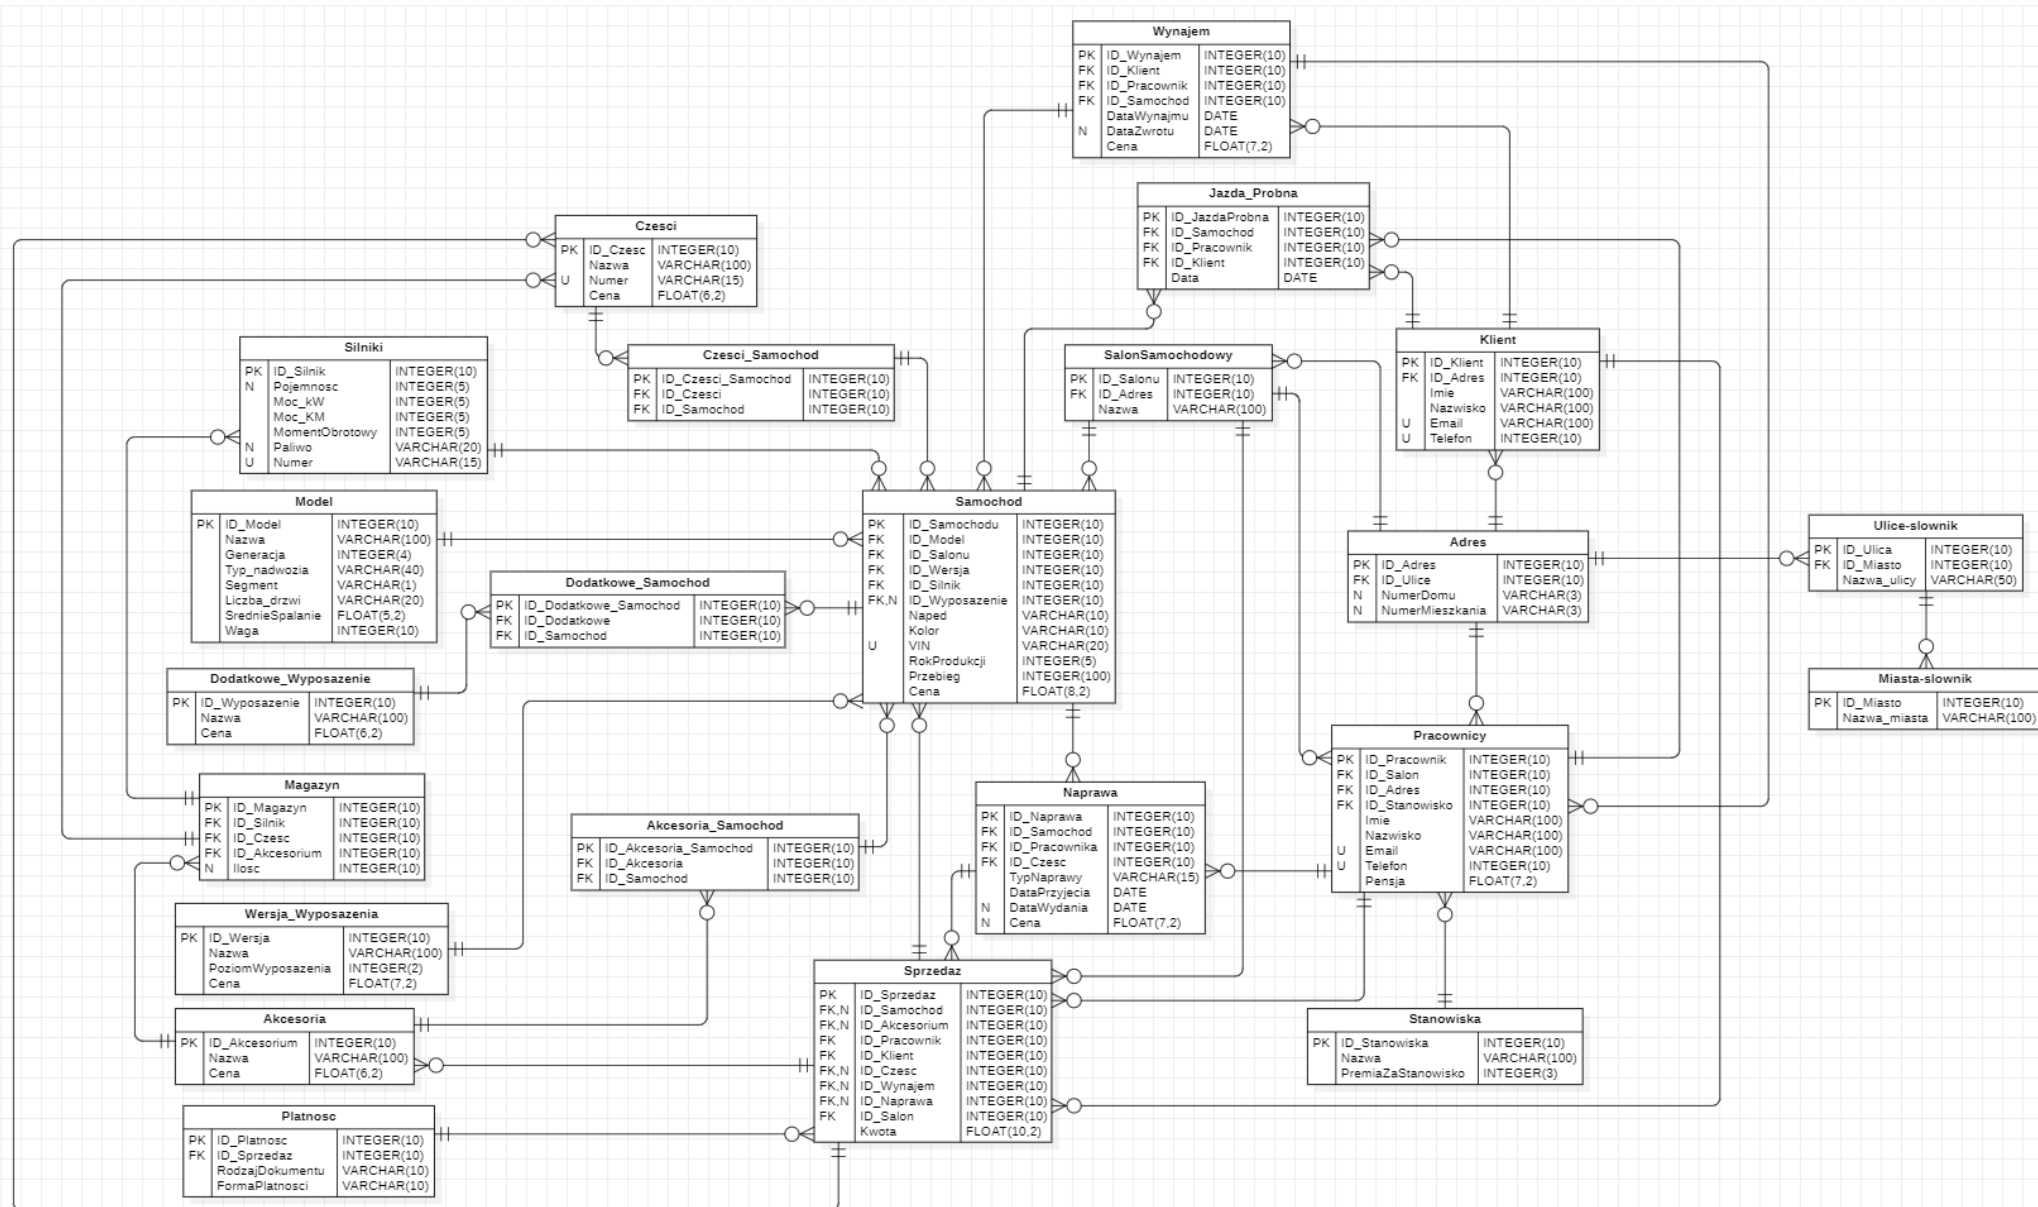 Wynajem
PK ID_Wynajem INTEGER(10)
FK ID_Klient INTEGER(10)
FK ID_Pracownik INTEGER(10)
FK ID_Samochod INTEGER(10)
DataWynajmu DATE
N DataZwrotu DATE
Cena FLOAT(7,2)
Jazda_Probna
PK ID_JazdaProbna INTEGER(10)
FK ID_Samochod INTEGER(10)
FK ID_Pracownik INTEGER(10)
FK ID_Klient INTEGER(10)
Data DATE
Czesci
PK ID_Czesc INTEGER(10)
Nazwa VARCHAR(100)
U Numer VARCHAR(15)
Cena FLOAT(6,2)
Silniki
PK ID_Silnik INTEGER(10)
N Pojemnosc INTEGER(5)
Moc_kW INTEGER(5)
Moc_KM INTEGER(5)
MomentObrotowy INTEGER(5)
N Paliwo VARCHAR(20)
U Numer VARCHAR(15)
Czesci_Samochod
PK ID_Czesci_Samochod INTEGER(10)
FK ID_Czesci INTEGER(10)
FK ID_Samochod INTEGER(10)
SalonSamochodowy
PK ID_Salonu INTEGER(10)
FK ID_Adres INTEGER(10)
Nazwa VARCHAR(100)
Klient
PK ID_Klient INTEGER(10)
FK ID_Adres INTEGER(10)
Imie VARCHAR(100)
Nazwisko VARCHAR(100)
U Email VARCHAR(100)
U Telefon INTEGER(10)
Model
PK ID_Model INTEGER(10)
Nazwa VARCHAR(100)
Generacja INTEGER(4)
Typ_nadwozia VARCHAR(40)
Segment VARCHAR(1)
Liczba_drzwi VARCHAR(20)
SrednieSpalanie FLOAT(5,2)
Waga INTEGER(10)
Samochod
PK ID_Samochodu INTEGER(10)
FK ID_Model INTEGER(10)
FK ID_Salonu INTEGER(10)
FK ID_Wersja INTEGER(10)
FK ID_Silnik INTEGER(10)
FK,N ID_Wyposazenie INTEGER(10)
Naped VARCHAR(10)
Kolor VARCHAR(10)
U VIN VARCHAR(20)
RokProdukcji INTEGER(5)
Przebieg INTEGER(100)
Cena FLOAT(8,2)
Adres
PK ID_Adres INTEGER(10)
FK ID_Ulice INTEGER(10)
N NumerDomu VARCHAR(3)
N NumerMieszkania VARCHAR(3)
Ulice-slownik
PK ID_Ulica INTEGER(10)
FK ID_Miasto INTEGER(10)
Nazwa_ulicy VARCHAR(50)
Dodatkowe_Samochod
PK ID_Dodatkowe_Samochod INTEGER(10)
FK ID_Dodatkowe INTEGER(10)
FK ID_Samochod INTEGER(10)
Dodatkowe_Wyposazenie
PK ID_Wyposazenie INTEGER(10)
Nazwa VARCHAR(100)
Cena FLOAT(6,2)
Miasta-slownik
PK ID_Miasto INTEGER(10)
Nazwa_miasta VARCHAR(100)
Pracownicy
PK ID_Pracownik INTEGER(10)
FK ID_Salon INTEGER(10)
FK ID_Adres INTEGER(10)
FK ID_Stanowisko INTEGER(10)
Imie VARCHAR(100)
Nazwisko VARCHAR(100)
U Email VARCHAR(100)
U Telefon INTEGER(10)
Pensja FLOAT(7,2)
Magazyn
PK ID_Magazyn INTEGER(10)
FK ID_Silnik INTEGER(10)
FK ID_Czesc INTEGER(10)
FK ID_Akcesorium INTEGER(10)
N Ilosc INTEGER(10)
Naprawa
PK ID_Naprawa INTEGER(10)
FK ID_Samochod INTEGER(10)
FK ID_Pracownika INTEGER(10)
FK ID_Czesc INTEGER(10)
TypNaprawy VARCHAR(15)
DataPrzyjecia DATE
N DataWydania DATE
N Cena FLOAT(7,2)
Akcesoria_Samochod
PK ID_Akcesoria_Samochod INTEGER(10)
FK ID_Akcesoria INTEGER(10)
FK ID_Samochod INTEGER(10)
Wersja_Wyposazenia
PK ID_Wersja INTEGER(10)
Nazwa VARCHAR(100)
PoziomWyposazenia INTEGER(2)
Cena FLOAT(7,2)
Sprzedaz
PK ID_Sprzedaz INTEGER(10)
FK,N ID_Samochod INTEGER(10)
FK,N ID_Akcesorium INTEGER(10)
FK ID_Pracownik INTEGER(10)
FK ID_Klient INTEGER(10)
FK,N ID_Czesc INTEGER(10)
FK,N ID_Wynajem INTEGER(10)
FK,N ID_Naprawa INTEGER(10)
FK ID_Salon INTEGER(10)
Kwota FLOAT(10,2)
Akcesoria
PK ID_Akcesorium INTEGER(10)
Nazwa VARCHAR(100)
Cena FLOAT(6,2)
Stanowiska
PK ID_Stanowiska INTEGER(10)
Nazwa VARCHAR(100)
PremiaZaStanowisko INTEGER(3)
Platnosc
PK ID_Platnosc INTEGER(10)
FK ID_Sprzedaz INTEGER(10)
RodzajDokumentu VARCHAR(10)
FormaPlatnosci VARCHAR(10)